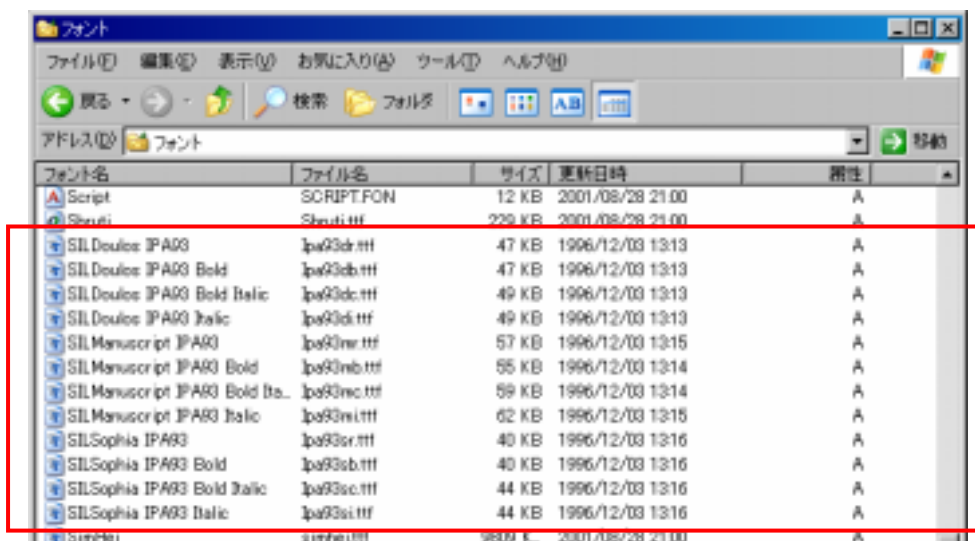 フォント
ファイル(F) 編集(E) 表示(V) お気に入り(A) ツール(T) ヘルプ(H)
戻る 検索 フォルダ
アドレス(D) フォント 移動
フォント名 ファイル名 サイズ 更新日時 属性
Script SCRIPT.FON 12 KB 2001/08/28 21:00 A
Shruti Shruti.ttf 229 KB 2001/08/28 21:00 A
SILDoulos IPA93 Ipa93dr.ttf 47 KB 1996/12/03 13:13 A
SILDoulos IPA93 Bold Ipa93db.ttf 47 KB 1996/12/03 13:13 A
SILDoulos IPA93 Bold Italic Ipa93dc.ttf 49 KB 1996/12/03 13:13 A
SILDoulos IPA93 Italic Ipa93di.ttf 49 KB 1996/12/03 13:13 A
SILManuscript IPA93 Ipa93mr.ttf 57 KB 1996/12/03 13:15 A
SILManuscript IPA93 Bold Ipa93mb.ttf 55 KB 1996/12/03 13:14 A
SILManuscript IPA93 Bold Ita... Ipa93mc.ttf 59 KB 1996/12/03 13:14 A
SILManuscript IPA93 Italic Ipa93mi.ttf 62 KB 1996/12/03 13:15 A
SILSophia IPA93 Ipa93sr.ttf 40 KB 1996/12/03 13:16 A
SILSophia IPA93 Bold Ipa93sb.ttf 40 KB 1996/12/03 13:16 A
SILSophia IPA93 Bold Italic Ipa93sc.ttf 44 KB 1996/12/03 13:16 A
SILSophia IPA93 Italic Ipa93si.ttf 44 KB 1996/12/03 13:16 A
SimHei simhei.ttf 9809 K... 2001/08/28 21:00 A